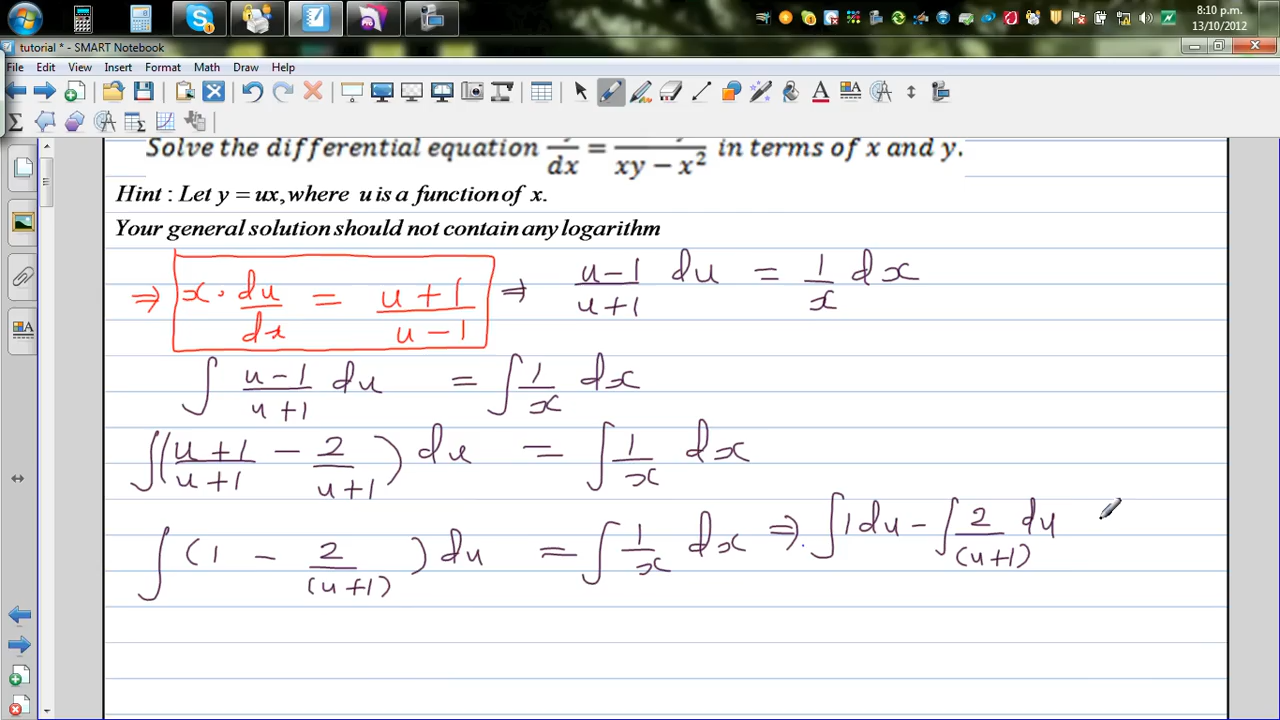 8:10 p.m.
13/10/2012
tutorial * - SMART Notebook
File Edit View Insert Format Math Draw Help
Solve the differential equation y/dx = /(xy − x²) in terms of x and y.
Hint : Let y = ux, where u is a function of x.
Your general solution should not contain any logarithm
⇒ x · du/dx = (u + 1)/(u − 1) ⇒ (u−1)/(u+1) du = 1/x dx
∫ (u−1)/(u+1) du = ∫ 1/x dx
∫((u+1)/(u+1) − 2/(u+1)) du = ∫ 1/x dx
∫ (1 − 2/(u+1)) du = ∫ 1/x dx ⇒ ∫ 1 du − ∫ 2/(u+1) du